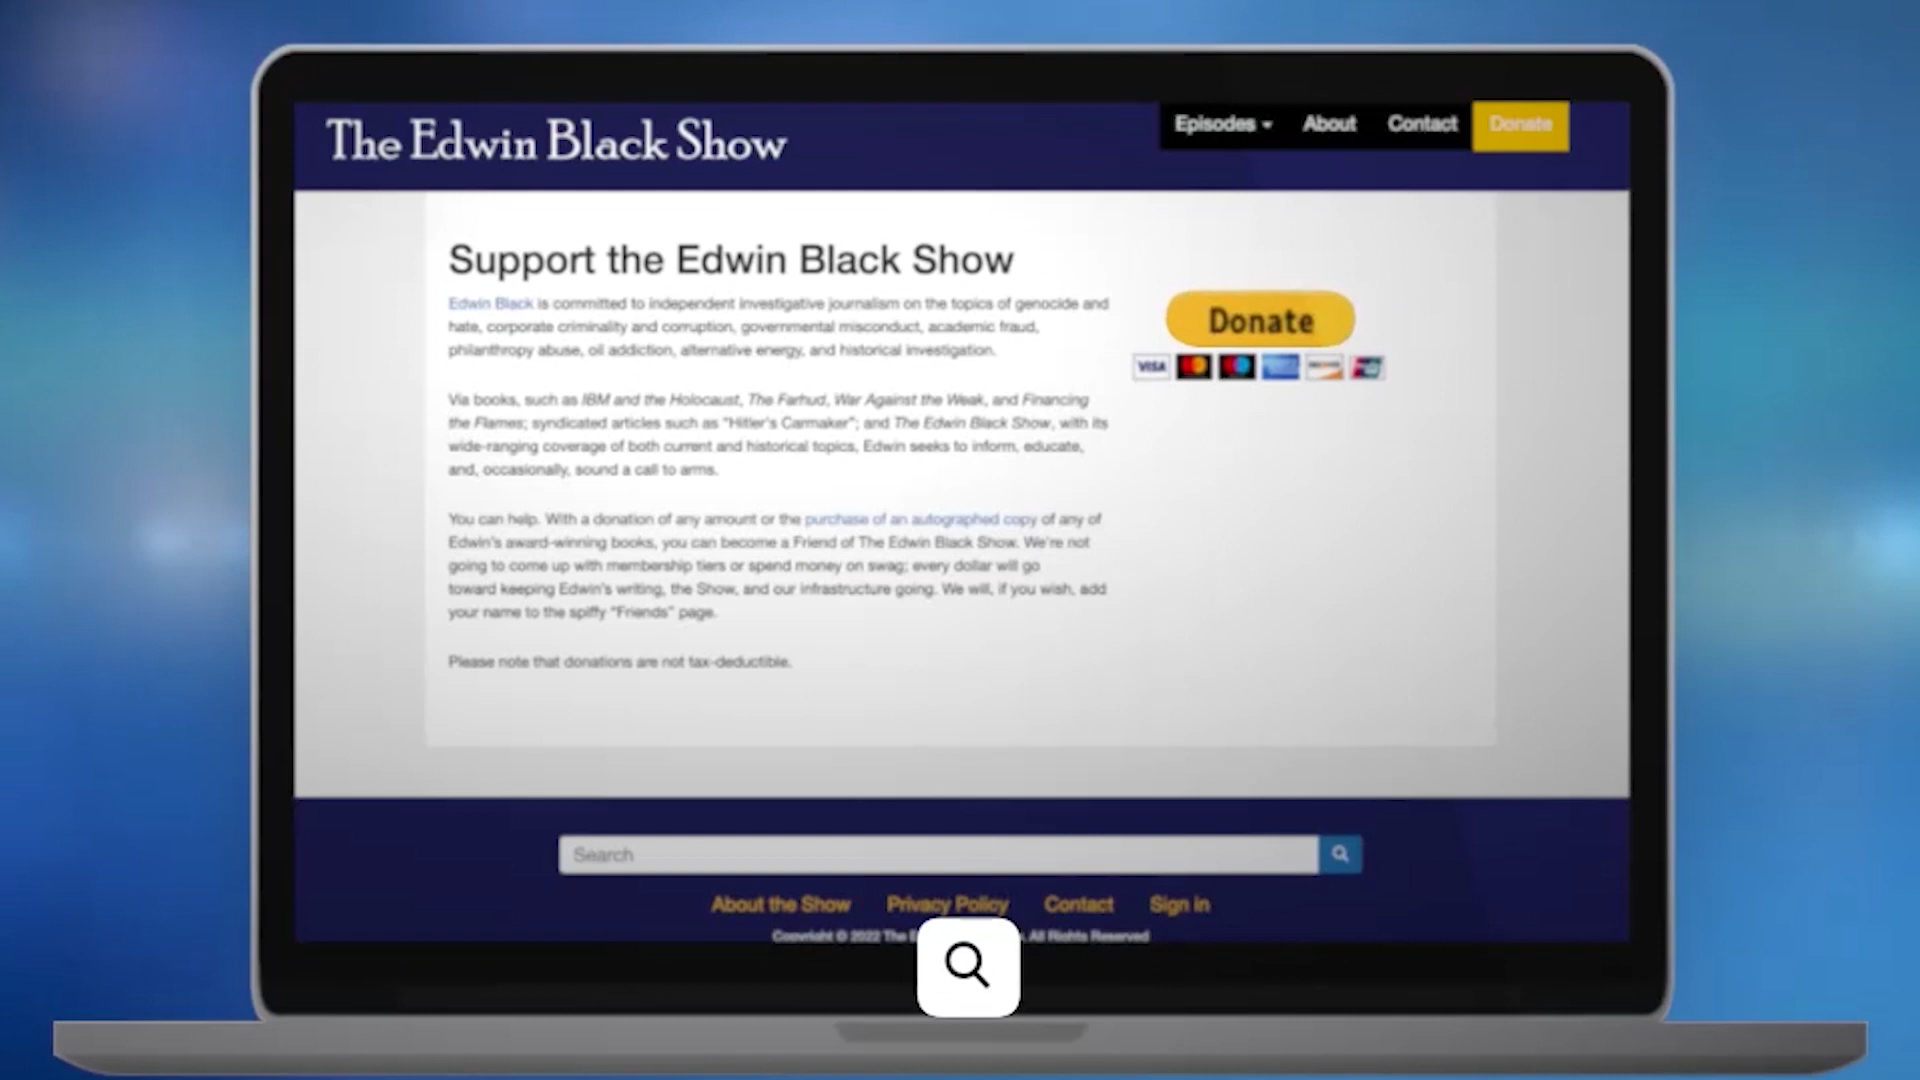 The Edwin Black Show
Episodes About Contact Donate
Support the Edwin Black Show
Edwin Black is committed to independent investigative journalism on the topics of genocide and
hate, corporate criminality and corruption, governmental misconduct, academic fraud,
philanthropy abuse, oil addiction, alternative energy, and historical investigation.
Donate
VISA
Via books, such as IBM and the Holocaust, The Farhud, War Against the Weak, and Financing
the Flames; syndicated articles such as "Hitler's Carmaker"; and The Edwin Black Show, with its
wide-ranging coverage of both current and historical topics, Edwin seeks to inform, educate,
and, occasionally, sound a call to arms.
You can help. With a donation of any amount or the purchase of an autographed copy of any of
Edwin's award-winning books, you can become a Friend of The Edwin Black Show. We're not
going to come up with membership tiers or spend money on swag; every dollar will go
toward keeping Edwin's writing, the Show, and our infrastructure going. We will, if you wish, add
your name to the spiffy "Friends" page.
Please note that donations are not tax-deductible.
Search
About the Show Privacy Policy Contact Sign in
Copyright © 2022 The All Rights Reserved